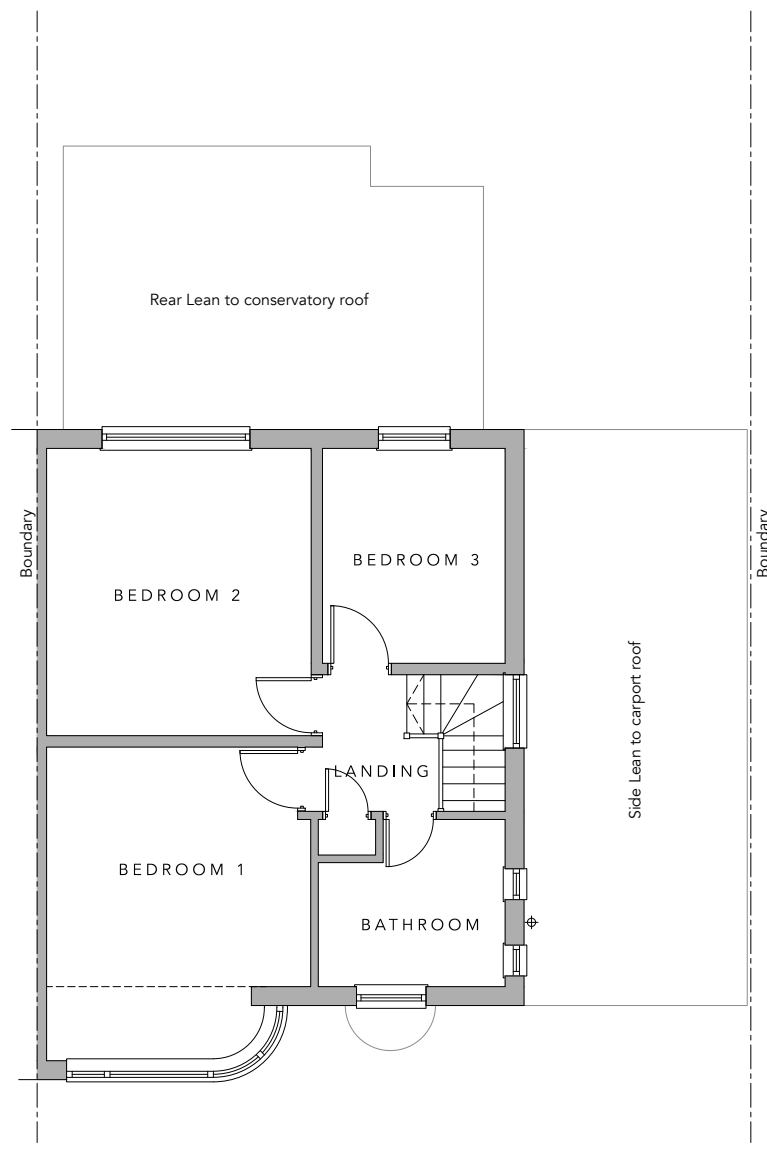 Rear Lean to conservatory roof
Boundary
Boundary
BEDROOM 3
BEDROOM 2
Side Lean to carport roof
LANDING
BEDROOM 1
BATHROOM